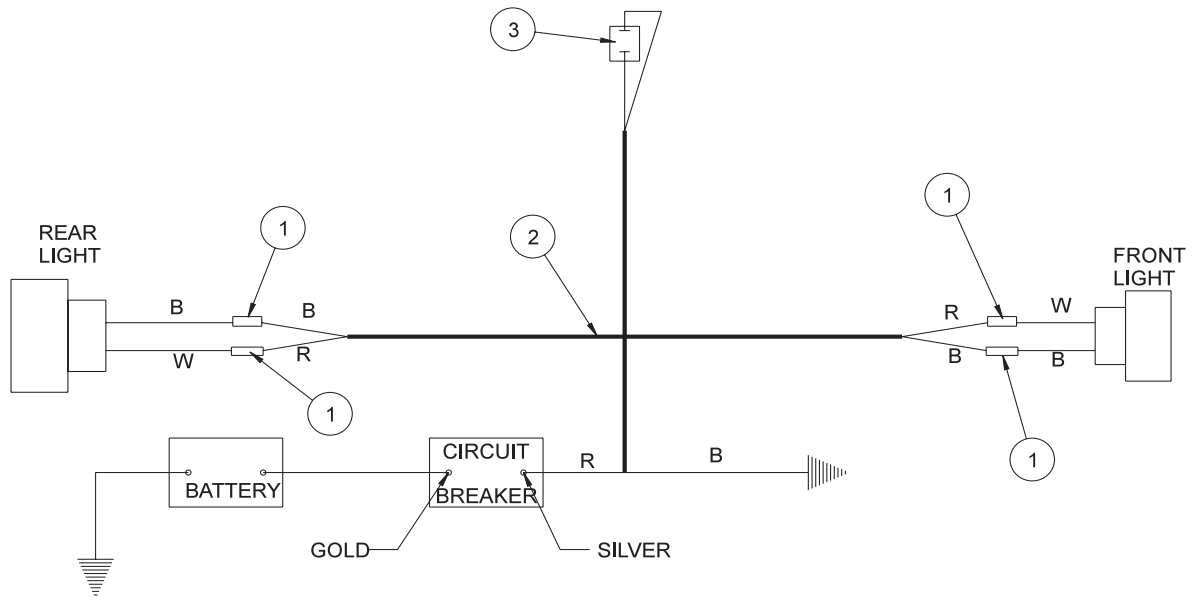 3
1
1
2
REAR
LIGHT
FRONT
LIGHT
B
B
R
W
W
R
B
B
1
1
CIRCUIT
BREAKER
BATTERY
R
B
GOLD
SILVER